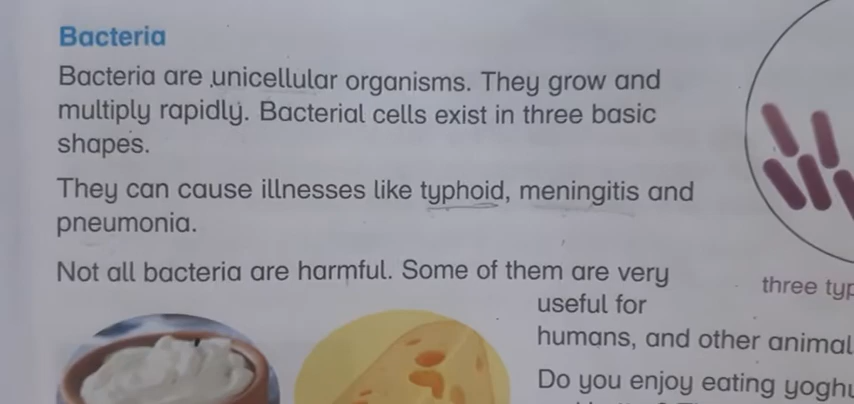 Bacteria
Bacteria are unicellular organisms. They grow and
multiply rapidly. Bacterial cells exist in three basic
shapes.
They can cause illnesses like typhoid, meningitis and
pneumonia.
Not all bacteria are harmful. Some of them are very
useful for
humans, and other animal
Do you enjoy eating
three